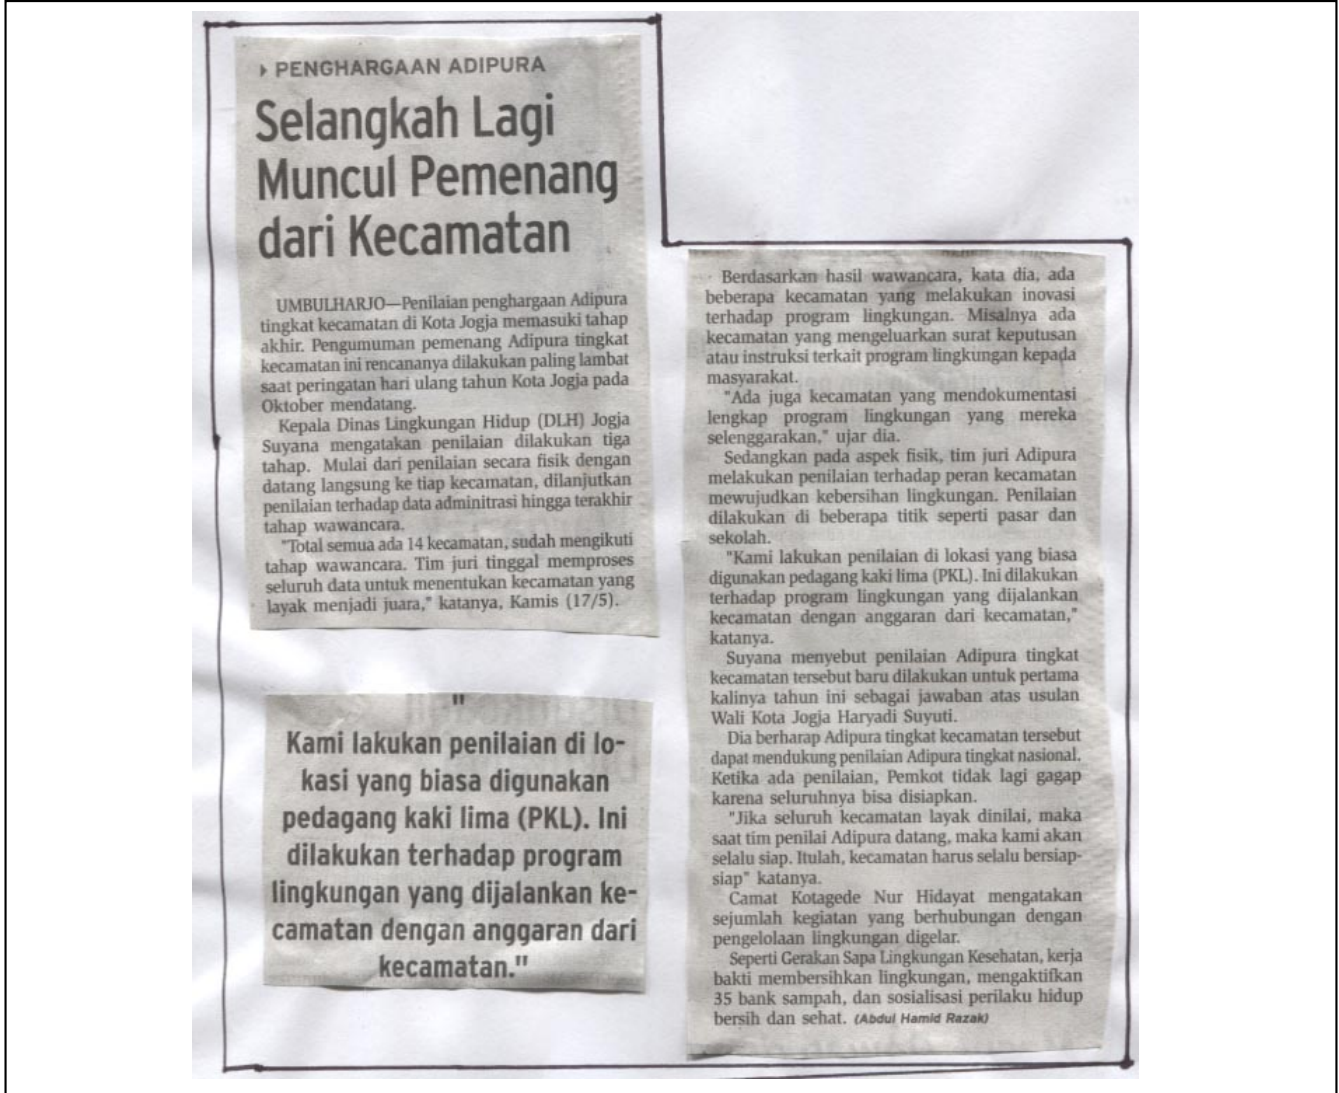 PENGHARGAAN ADIPURA
Selangkah Lagi
Muncul Pemenang
dari Kecamatan
UMBULHARJO—Penilaian penghargaan Adipura
tingkat kecamatan di Kota Jogja memasuki tahap
akhir. Pengumuman pemenang Adipura tingkat
kecamatan ini rencananya dilakukan paling lambat
saat peringatan hari ulang tahun Kota Jogja pada
Oktober mendatang.
Kepala Dinas Lingkungan Hidup (DLH) Jogja
Suyana mengatakan penilaian dilakukan tiga
tahap. Mulai dari penilaian secara fisik dengan
datang langsung ke tiap kecamatan, dilanjutkan
penilaian terhadap data adminitrasi hingga terakhir
tahap wawancara.
"Total semua ada 14 kecamatan, sudah mengikuti
tahap wawancara. Tim juri tinggal memproses
seluruh data untuk menentukan kecamatan yang
layak menjadi juara," katanya, Kamis (17/5).
"
Kami lakukan penilaian di lo-
kasi yang biasa digunakan
pedagang kaki lima (PKL). Ini
dilakukan terhadap program
lingkungan yang dijalankan ke-
camatan dengan anggaran dari
kecamatan."
Berdasarkan hasil wawancara, kata dia, ada
beberapa kecamatan yang melakukan inovasi
terhadap program lingkungan. Misalnya ada
kecamatan yang mengeluarkan surat keputusan
atau instruksi terkait program lingkungan kepada
masyarakat.
"Ada juga kecamatan yang mendokumentasi
lengkap program lingkungan yang mereka
selenggarakan," ujar dia.
Sedangkan pada aspek fisik, tim juri Adipura
melakukan penilaian terhadap peran kecamatan
mewujudkan kebersihan lingkungan. Penilaian
dilakukan di beberapa titik seperti pasar dan
sekolah.
"Kami lakukan penilaian di lokasi yang biasa
digunakan pedagang kaki lima (PKL). Ini dilakukan
terhadap program lingkungan yang dijalankan
kecamatan dengan anggaran dari kecamatan,"
katanya.
Suyana menyebut penilaian Adipura tingkat
kecamatan tersebut baru dilakukan untuk pertama
kalinya tahun ini sebagai jawaban atas usulan
Wali Kota Jogja Haryadi Suyuti.
Dia berharap Adipura tingkat kecamatan tersebut
dapat mendukung penilaian Adipura tingkat nasional.
Ketika ada penilaian, Pemkot tidak lagi gagap
karena seluruhnya bisa disiapkan.
"Jika seluruh kecamatan layak dinilai, maka
saat tim penilai Adipura datang, maka kami akan
selalu siap. Itulah, kecamatan harus selalu bersiap-
siap" katanya.
Camat Kotagede Nur Hidayat mengatakan
sejumlah kegiatan yang berhubungan dengan
pengelolaan lingkungan digelar.
Seperti Gerakan Sapa Lingkungan Kesehatan, kerja
bakti membersihkan lingkungan, mengaktifkan
35 bank sampah, dan sosialisasi perilaku hidup
bersih dan sehat. (Abdul Hamid Razak)